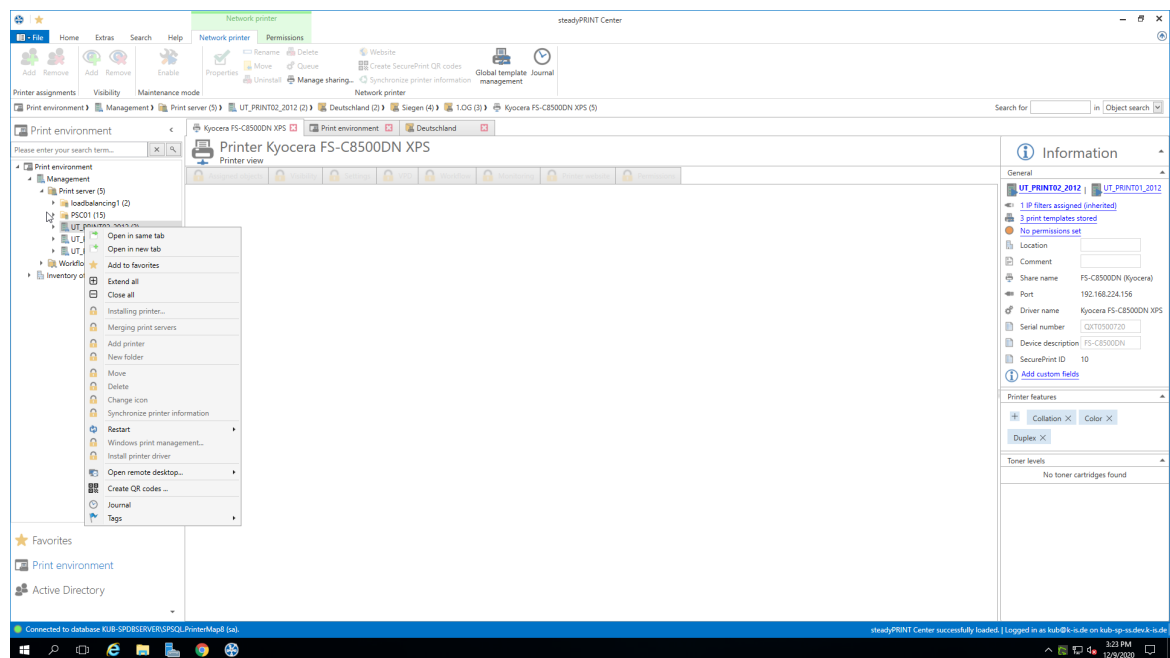 Network printer
steadyPRINT Center
File Home Extras Search Help Network printer Permissions
Rename Delete Website
Move Queue Create SecurePrint QR codes
Add Remove Add Remove Enable Properties Uninstall Manage sharing... Synchronize printer information Global template management Journal
Printer assignments Visibility Maintenance mode Network printer
Print environment Management Print server (5) UT_PRINT02_2012 (2) Deutschland (2) Siegen (4) 1.OG (3) Kyocera FS-C8500DN XPS (5)
Search for in Object search
Print environment
Please enter your search term...
Print environment
Management
Print server (5)
loadbalancing1 (2)
PSC01 (15)
UT_PRINT02_2012 (2)
UT_
UT_
Workflo
Inventory of
Open in same tab
Open in new tab
Add to favorites
Extend all
Close all
Installing printer...
Merging print servers
Add printer
New folder
Move
Delete
Change icon
Synchronize printer information
Restart
Windows print management...
Install printer driver
Open remote desktop...
Create QR codes ...
Journal
Tags
Favorites
Print environment
Active Directory
Kyocera FS-C8500DN XPS Print environment Deutschland
Printer Kyocera FS-C8500DN XPS
Printer view
Information
General
UT_PRINT02_2012 | UT_PRINT01_2012
1 IP filters assigned (inherited)
3 print templates stored
No permissions set
Location
Comment
Share name FS-C8500DN (Kyocera)
Port 192.168.224.156
Driver name Kyocera FS-C8500DN XPS
Serial number QXT0500720
Device description FS-C8500DN
SecurePrint ID 10
Add custom fields
Printer features
Collation Color
Duplex
Toner levels
No toner cartridges found
Connected to database KUB-SPDBSERVER\SPSQL.PrinterMap8 (sa).
steadyPRINT Center successfully loaded. | Logged in as kub@k-is.de on kub-sp-ss.dev.k-is.de
3:23 PM
12/9/2020